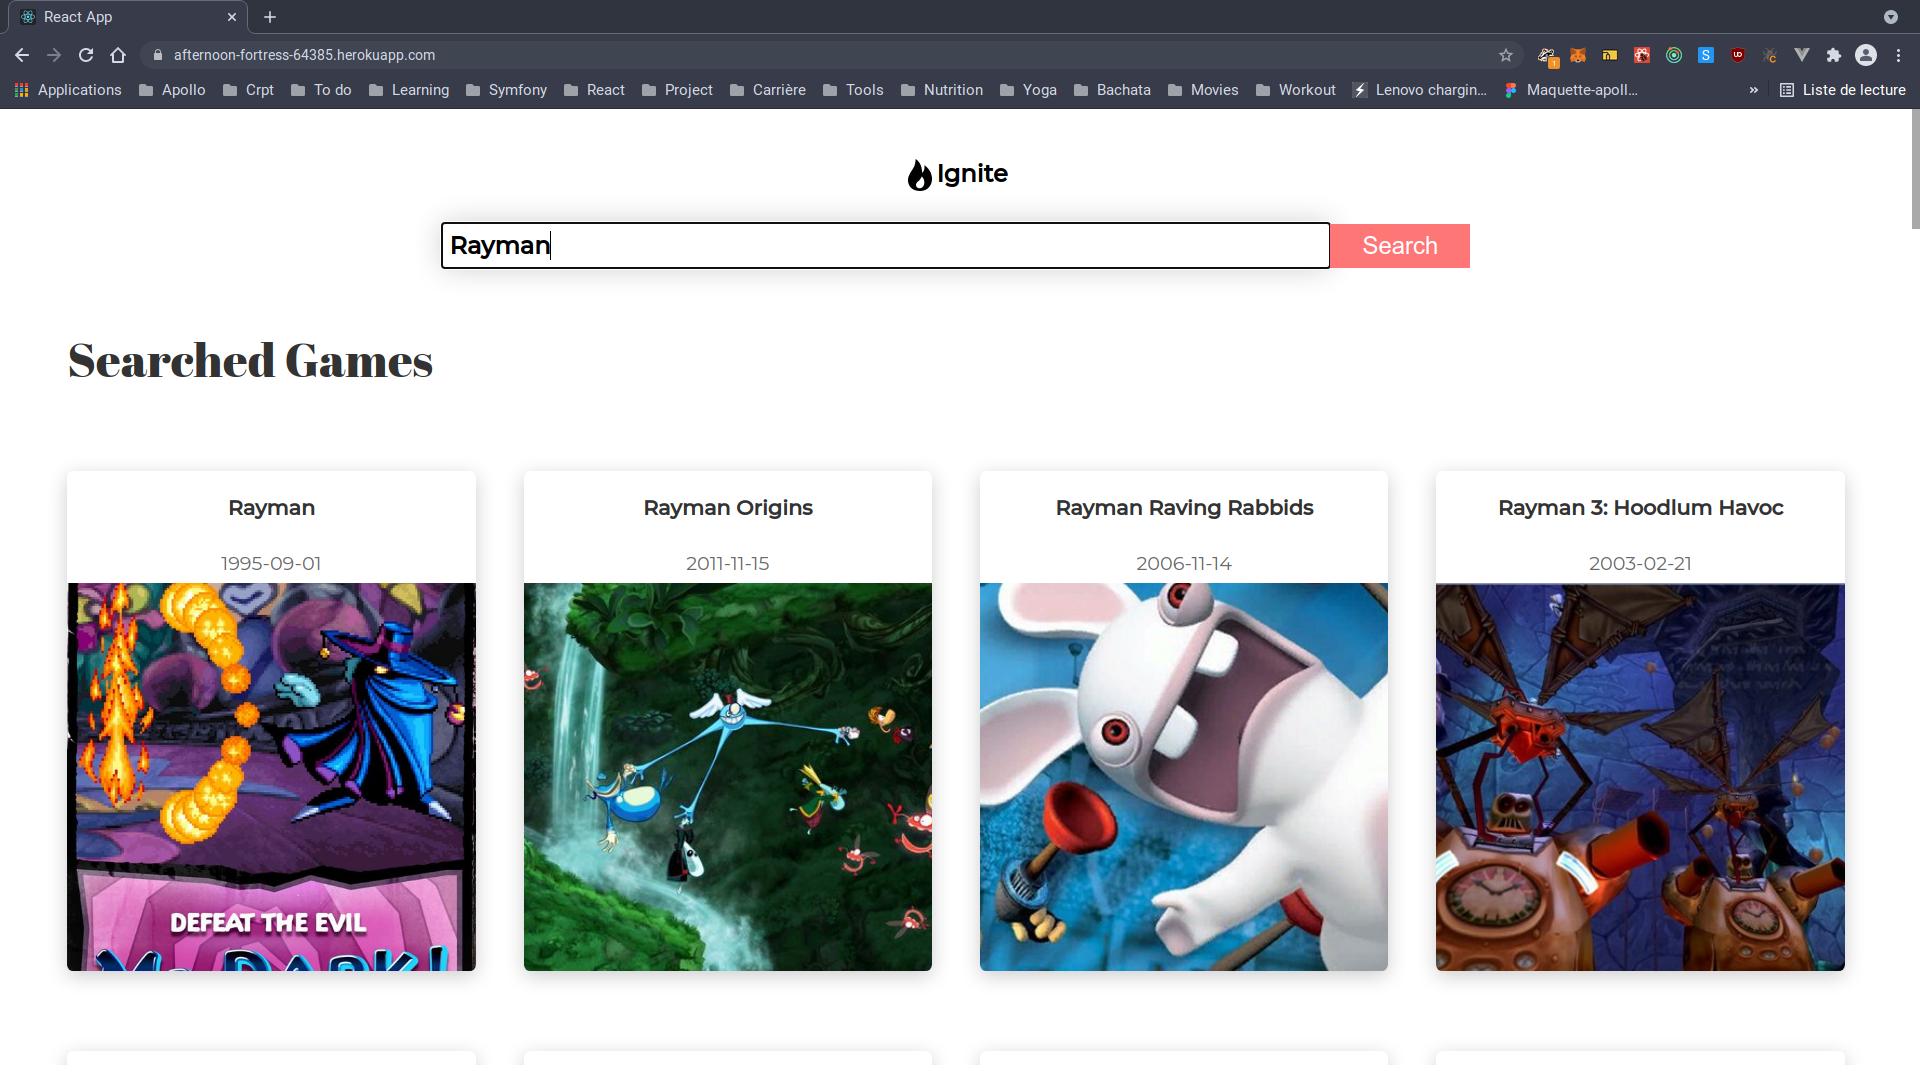 React App
afternoon-fortress-64385.herokuapp.com
Applications Apollo Crpt To do Learning Symfony React Project Carrière Tools Nutrition Yoga Bachata Movies Workout Lenovo chargin... Maquette-apoll... » Liste de lecture
Ignite
Rayman Search
Searched Games
Rayman Rayman Origins Rayman Raving Rabbids Rayman 3: Hoodlum Havoc
1995-09-01 2011-11-15 2006-11-14 2003-02-21
DEFEAT THE EVIL
Mr DARK!